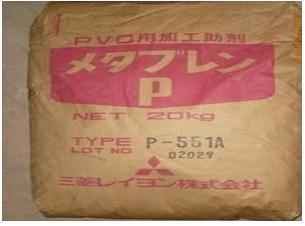 PVC用加工助剤
メタブレン
P
NET 20kg
TYPE P-551A
LOT NO 02029
三菱レイヨン株式会社